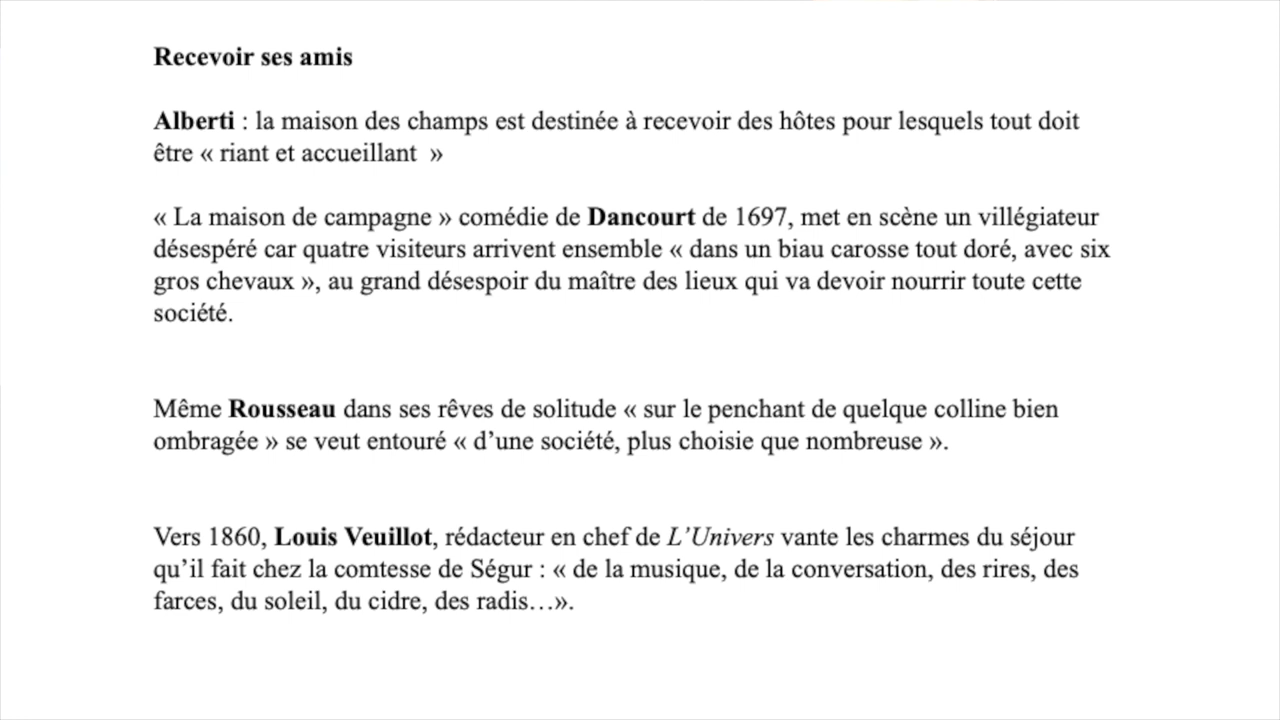 Recevoir ses amis
Alberti : la maison des champs est destinée à recevoir des hôtes pour lesquels tout doit
être « riant et accueillant  »
« La maison de campagne » comédie de Dancourt de 1697, met en scène un villégiateur
désespéré car quatre visiteurs arrivent ensemble « dans un biau carosse tout doré, avec six
gros chevaux », au grand désespoir du maître des lieux qui va devoir nourrir toute cette
société.
Même Rousseau dans ses rêves de solitude « sur le penchant de quelque colline bien
ombragée » se veut entouré « d’une société, plus choisie que nombreuse ».
Vers 1860, Louis Veuillot, rédacteur en chef de L’Univers vante les charmes du séjour
qu’il fait chez la comtesse de Ségur : « de la musique, de la conversation, des rires, des
farces, du soleil, du cidre, des radis…».